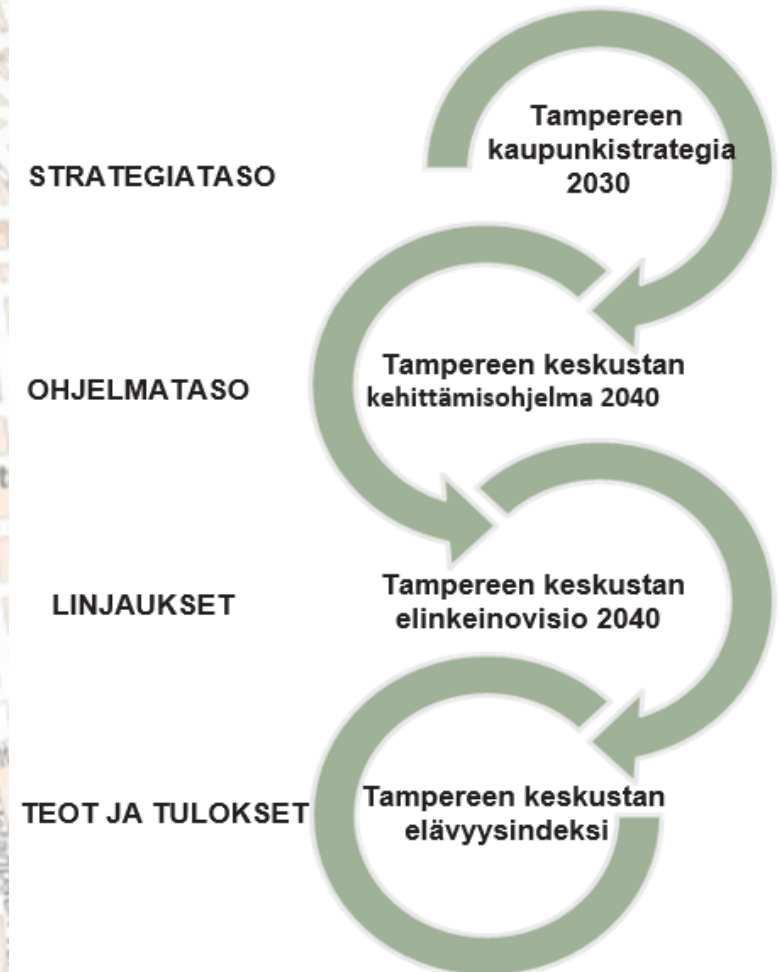 STRATEGIATASO
Tampereen
kaupunkistrategia
2030
OHJELMATASO
Tampereen keskustan
kehittämisohjelma 2040
LINJAUKSET
Tampereen keskustan
elinkeinovisio 2040
TEOT JA TULOKSET
Tampereen keskustan
elävyysindeksi